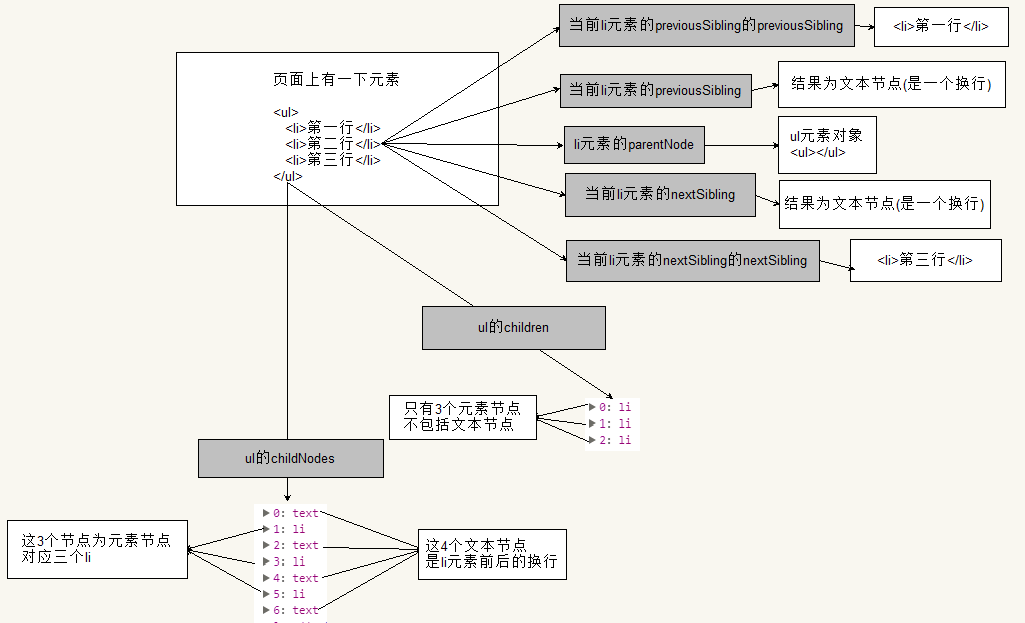 当前li元素的previousSibling的previousSibling
<li>第一行</li>
页面上有一下元素
<ul>
<li>第一行</li>
<li>第二行</li>
<li>第三行</li>
</ul>
当前li元素的previousSibling
结果为文本节点(是一个换行)
li元素的parentNode
ul元素对象
<ul></ul>
当前li元素的nextSibling
结果为文本节点(是一个换行)
当前li元素的nextSibling的nextSibling
<li>第三行</li>
ul的children
只有3个元素节点
不包括文本节点
0: li
1: li
2: li
ul的childNodes
这3个节点为元素节点
对应三个li
0: text
1: li
2: text
3: li
4: text
5: li
6: text
这4个文本节点
是li元素前后的换行